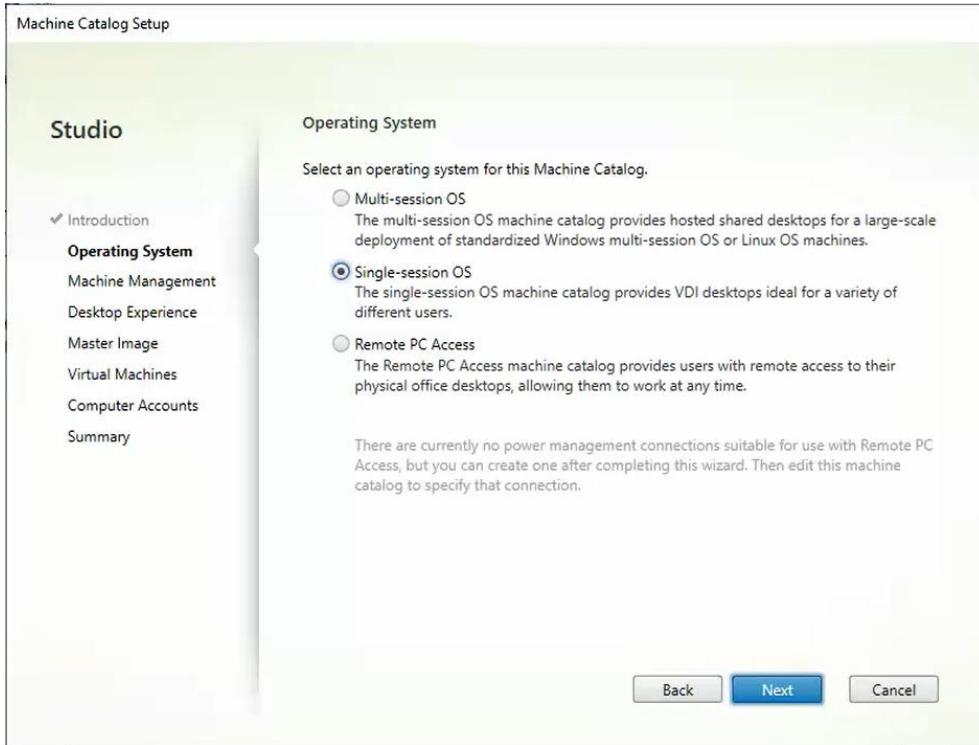 Machine Catalog Setup
Studio
Introduction
Operating System
Machine Management
Desktop Experience
Master Image
Virtual Machines
Computer Accounts
Summary
Operating System
Select an operating system for this Machine Catalog.
Multi-session OS
The multi-session OS machine catalog provides hosted shared desktops for a large-scale
deployment of standardized Windows multi-session OS or Linux OS machines.
Single-session OS
The single-session OS machine catalog provides VDI desktops ideal for a variety of
different users.
Remote PC Access
The Remote PC Access machine catalog provides users with remote access to their
physical office desktops, allowing them to work at any time.
There are currently no power management connections suitable for use with Remote PC
Access, but you can create one after completing this wizard. Then edit this machine
catalog to specify that connection.
Back
Next
Cancel